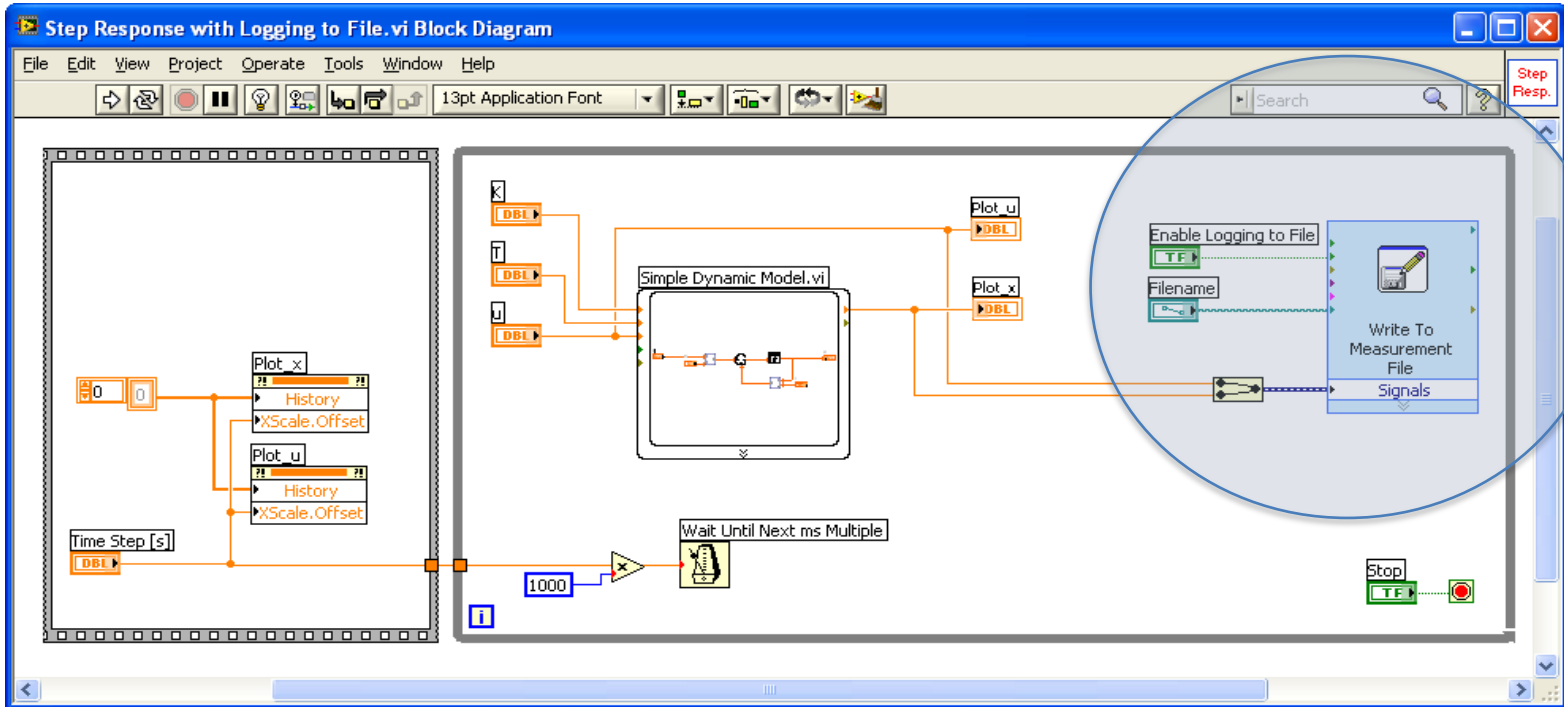 Step Response with Logging to File.vi Block Diagram
File Edit View Project Operate Tools Window Help
13pt Application Font
Search
Step
Resp.
Plot_x
0
0
History
XScale.Offset
Plot_u
History
XScale.Offset
Time Step [s]
DBL
K
DBL
T
DBL
u
DBL
Simple Dynamic Model.vi
Plot_u
DBL
Plot_x
DBL
Enable Logging to File
TF
Filename
Write To
Measurement
File
Signals
Wait Until Next ms Multiple
1000
x
i
Stop
TF